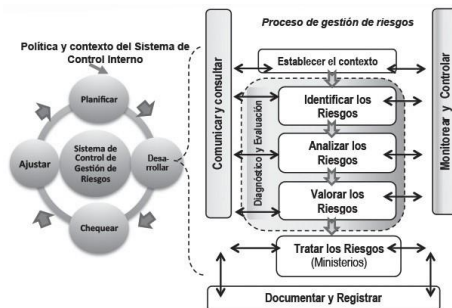 Proceso de gestión de riesgos
Política y contexto del Sistema de
Control Interno
Planificar
Ajustar
Sistema de
Control de
Gestión de
Riesgos
Desa-
rrollar
Chequear
Comunicar y consultar
Establecer el contexto
Diagnóstico y Evaluación
Identificar los
Riesgos
Analizar los
Riesgos
Valorar los
Riesgos
Tratar los Riesgos
(Ministerios)
Monitorear y Controlar
Documentar y Registrar